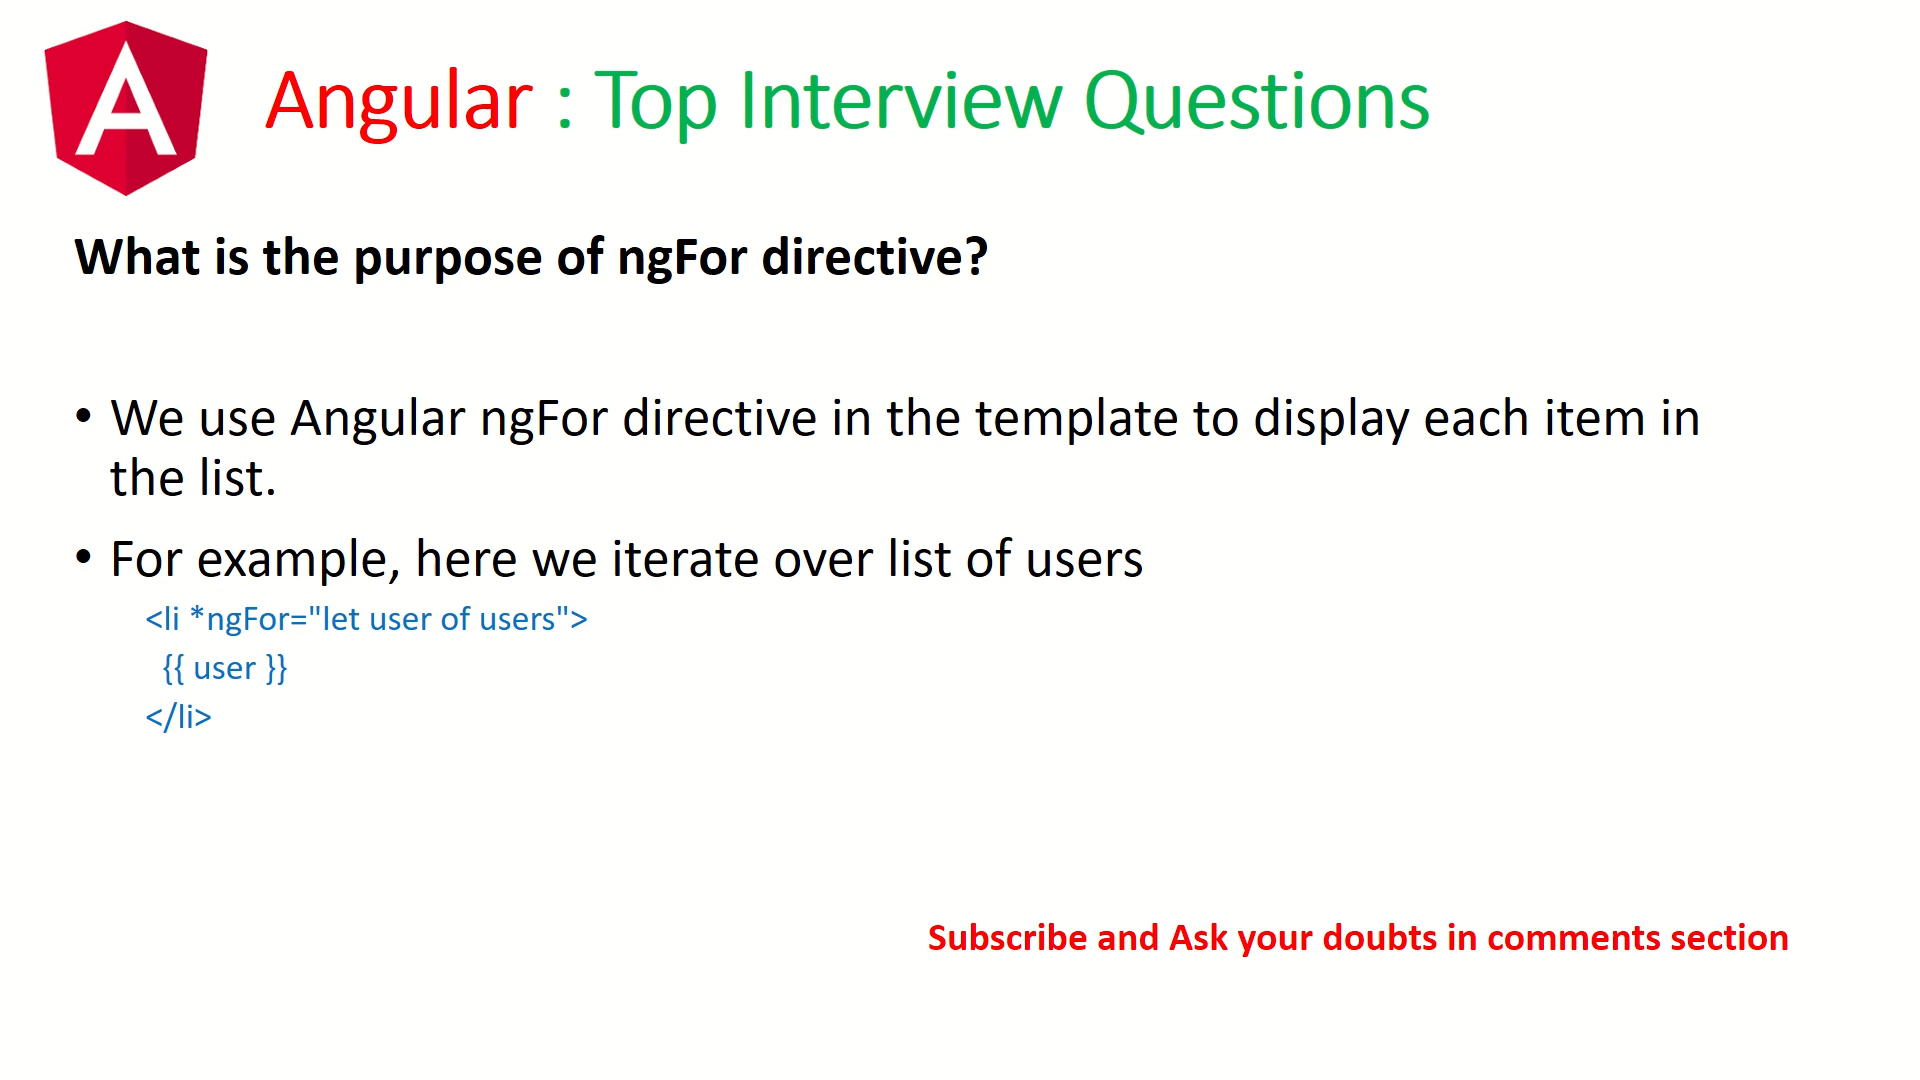 A
Angular : Top Interview Questions
What is the purpose of ngFor directive?
• We use Angular ngFor directive in the template to display each item in
the list.
• For example, here we iterate over list of users
<li *ngFor="let user of users">
{{ user }}
</li>
Subscribe and Ask your doubts in comments section